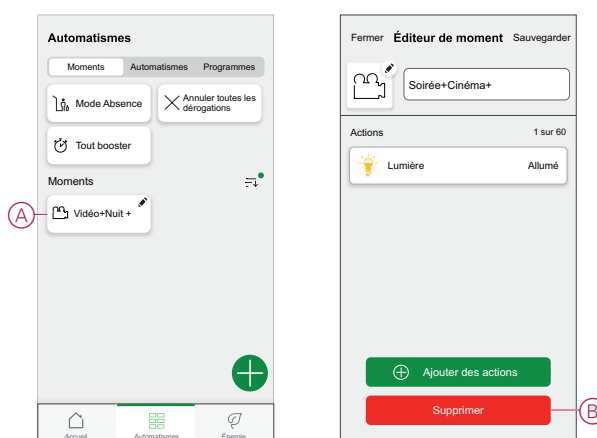 Automatismes
Moments Automatismes Programmes
Mode Absence
Annuler toutes les
dérogations
Tout booster
Moments
A
Vidéo+Nuit +
Accueil Automatismes Énergie
Fermer Éditeur de moment Sauvegarder
Soirée+Cinéma+
Actions 1 sur 60
Lumière Allumé
Ajouter des actions
Supprimer
B